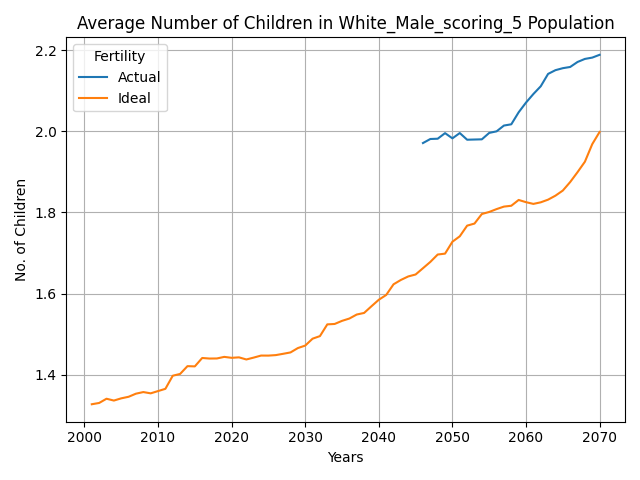 Average Number of Children in White_Male_scoring_5 Population
Fertility
Actual
Ideal
No. of Children
2.2
2.0
1.8
1.6
1.4
2000 2010 2020 2030 2040 2050 2060 2070
Years